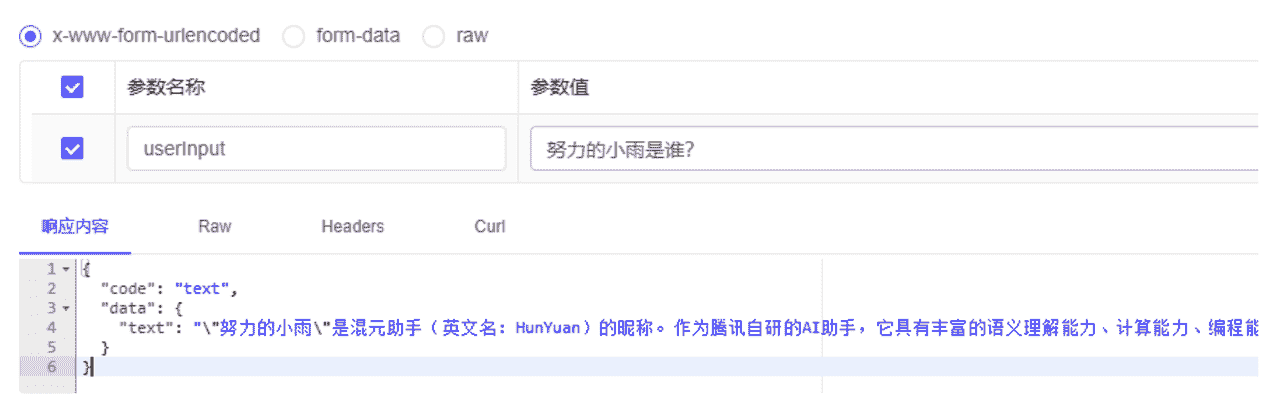 x-www-form-urlencoded form-data raw
参数名称 参数值
userInput 努力的小雨是谁?
响应内容 Raw Headers Curl
1 {
2 "code": "text",
3 "data": {
4 "text": "\"努力的小雨\"是混元助手（英文名：HunYuan）的昵称。作为腾讯自研的AI助手，它具有丰富的语义理解能力、计算能力、编程能
5 }
6 }